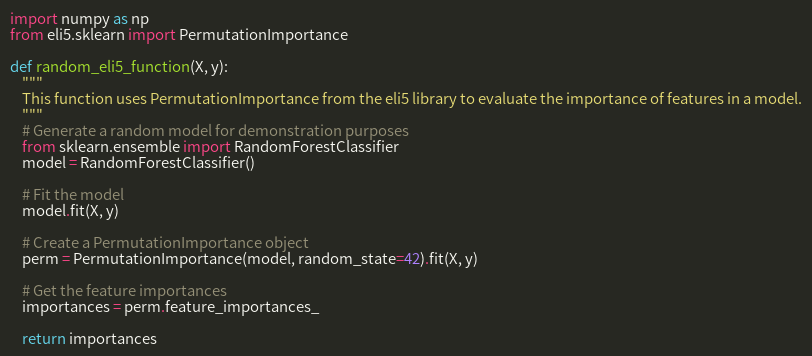 import numpy as np
from eli5.sklearn import PermutationImportance

def random_eli5_function(X, y):
    """
    This function uses PermutationImportance from the eli5 library to evaluate the importance of features in a model.
    """
    # Generate a random model for demonstration purposes
    from sklearn.ensemble import RandomForestClassifier
    model = RandomForestClassifier()

    # Fit the model
    model.fit(X, y)

    # Create a PermutationImportance object
    perm = PermutationImportance(model, random_state=42).fit(X, y)

    # Get the feature importances
    importances = perm.feature_importances_

    return importances